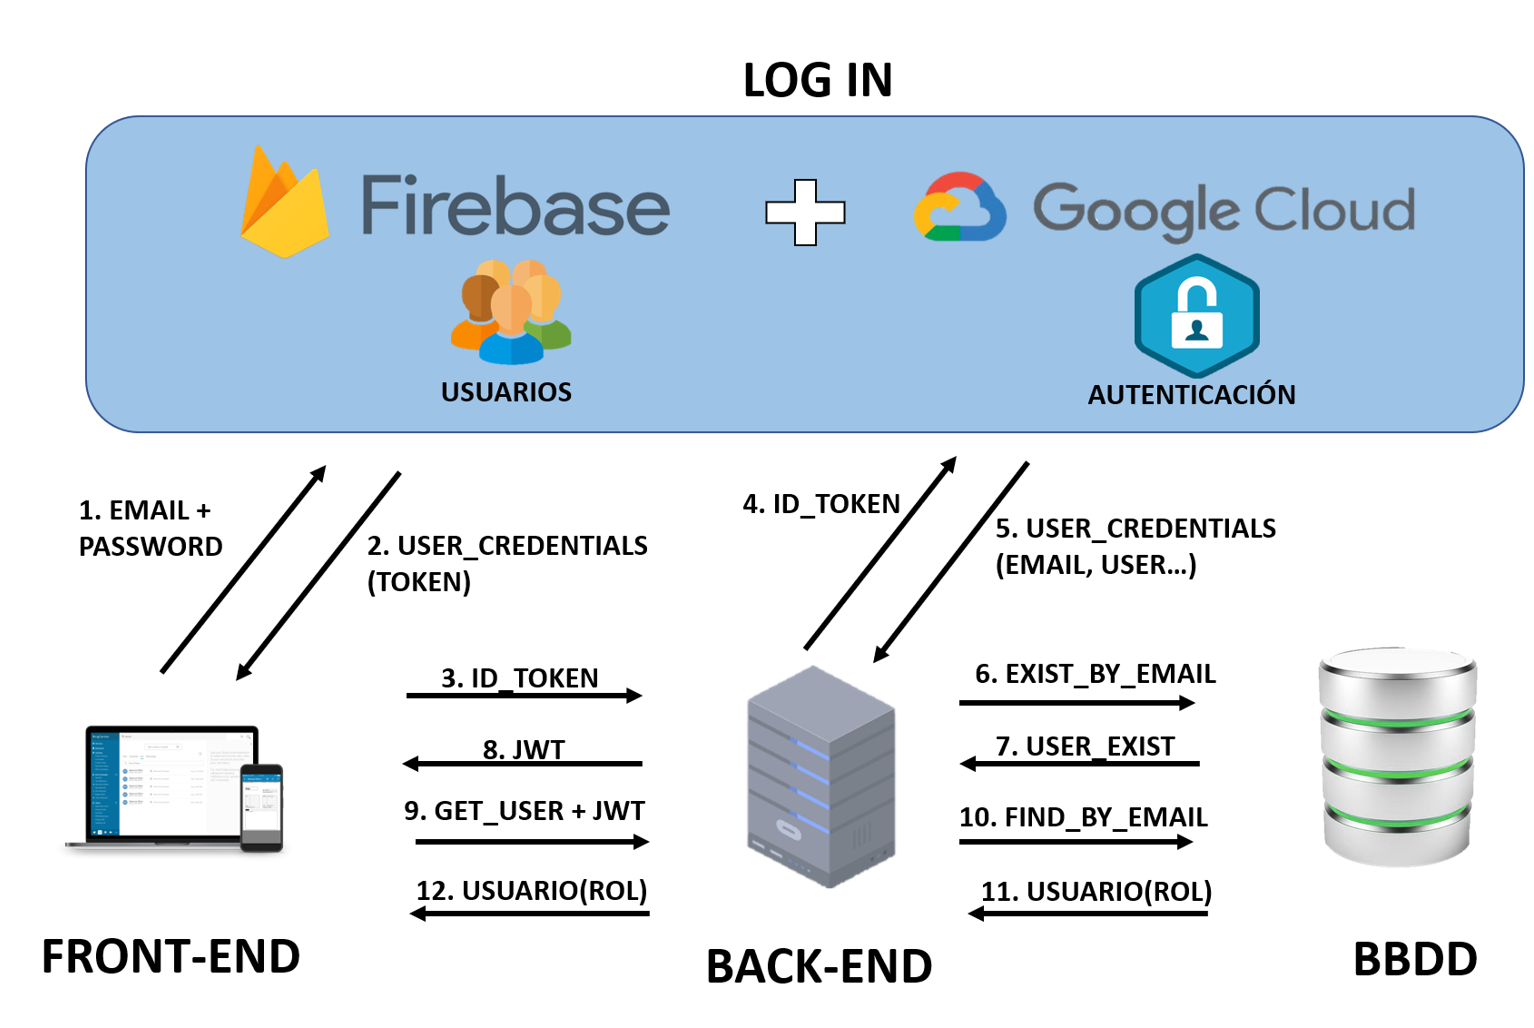 LOG IN
Firebase
Google Cloud
USUARIOS
AUTENTICACIÓN
1. EMAIL +
PASSWORD
2. USER_CREDENTIALS
(TOKEN)
4. ID_TOKEN
5. USER_CREDENTIALS
(EMAIL, USER...)
3. ID_TOKEN
6. EXIST_BY_EMAIL
8. JWT
7. USER_EXIST
9. GET_USER + JWT
10. FIND_BY_EMAIL
12. USUARIO(ROL)
11. USUARIO(ROL)
FRONT-END
BACK-END
BBDD